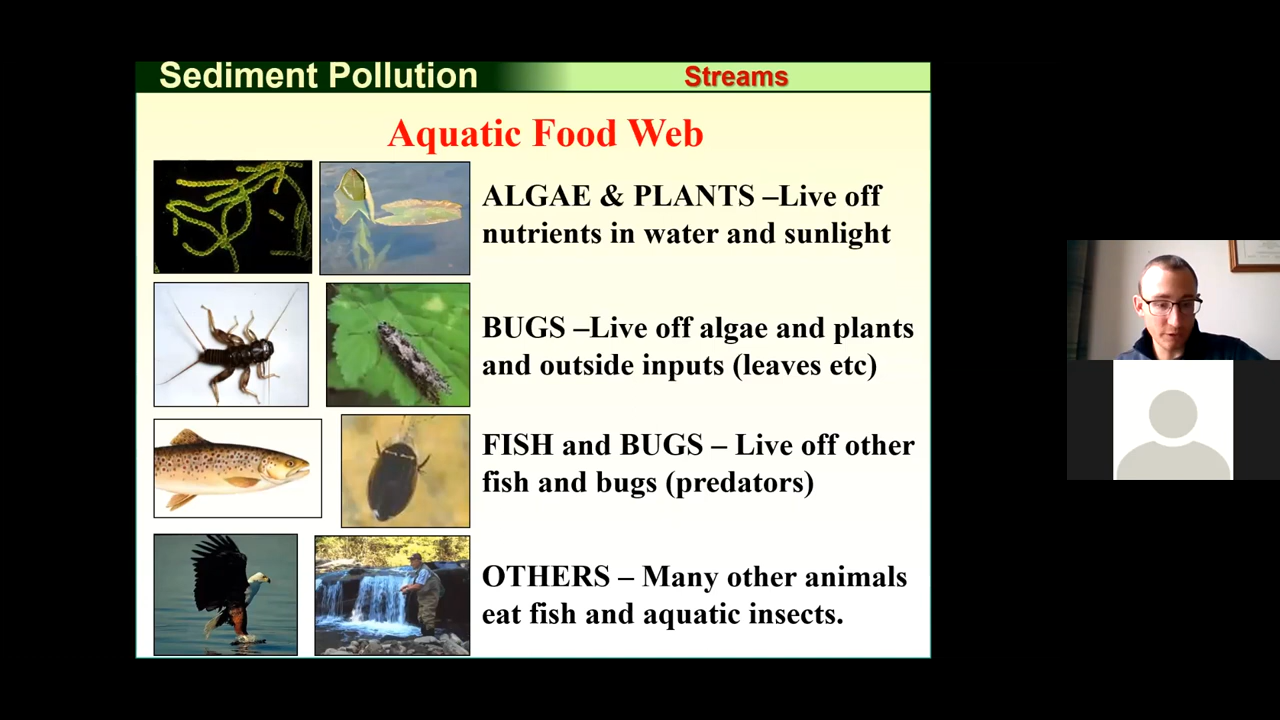 Sediment Pollution
Streams
Aquatic Food Web
ALGAE & PLANTS –Live off
nutrients in water and sunlight
BUGS –Live off algae and plants
and outside inputs (leaves etc)
FISH and BUGS – Live off other
fish and bugs (predators)
OTHERS – Many other animals
eat fish and aquatic insects.